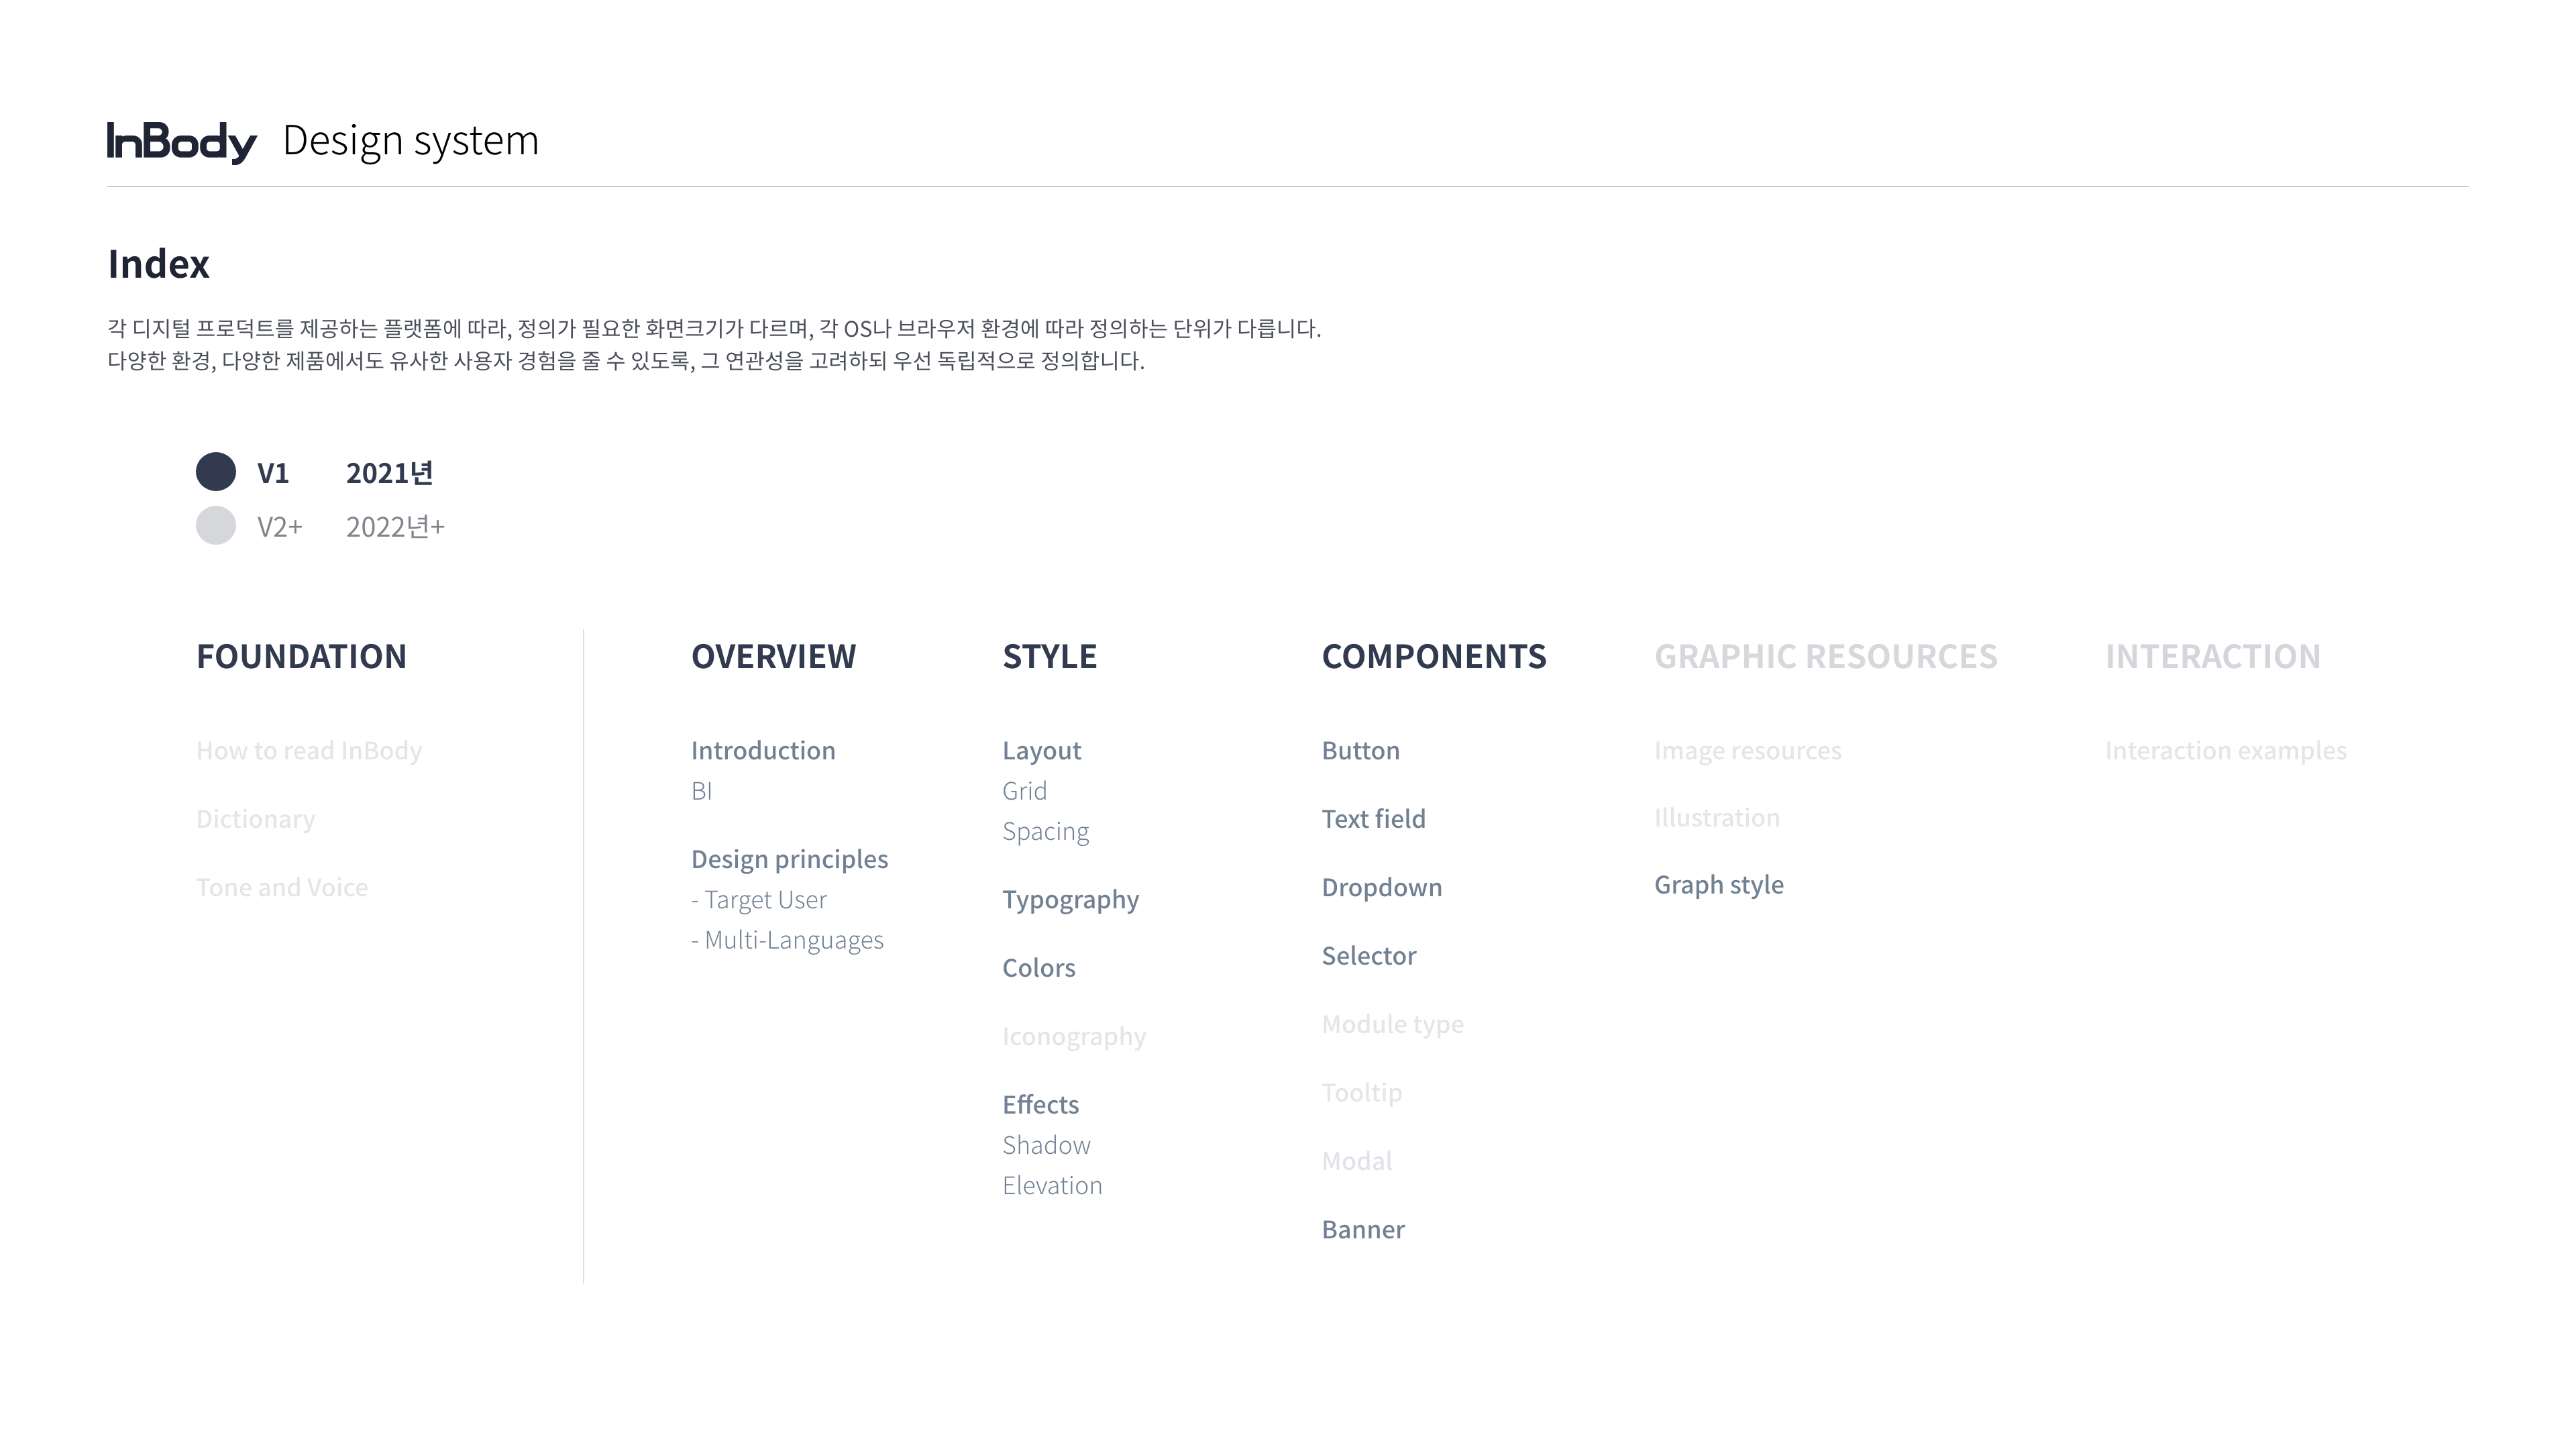 InBody Design system
Index
각 디지털 프로덕트를 제공하는 플랫폼에 따라, 정의가 필요한 화면크기가 다르며, 각 OS나 브라우저 환경에 따라 정의하는 단위가 다릅니다.
다양한 환경, 다양한 제품에서도 유사한 사용자 경험을 줄 수 있도록, 그 연관성을 고려하되 우선 독립적으로 정의합니다.
V1 2021년
V2+ 2022년+
FOUNDATION
How to read InBody
Dictionary
Tone and Voice
OVERVIEW
Introduction
BI
Design principles
- Target User
- Multi-Languages
STYLE
Layout
Grid
Spacing
Typography
Colors
Iconography
Effects
Shadow
Elevation
COMPONENTS
Button
Text field
Dropdown
Selector
Module type
Tooltip
Modal
Banner
GRAPHIC RESOURCES
Image resources
Illustration
Graph style
INTERACTION
Interaction examples